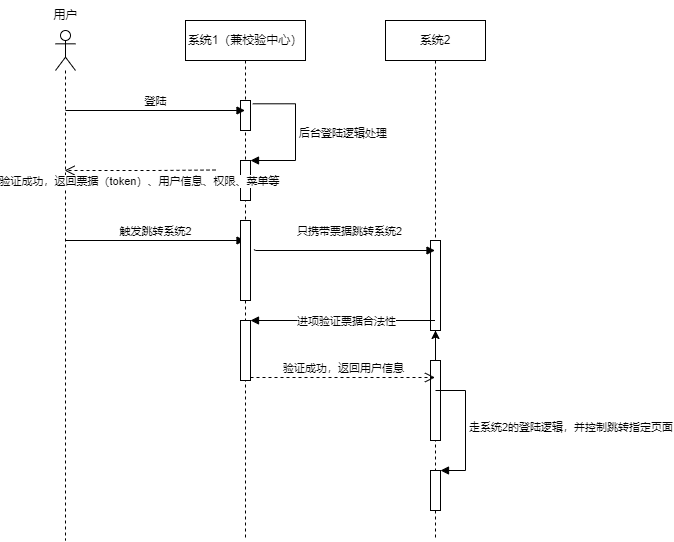 用户
系统1（兼校验中心）
系统2
登陆
后台登陆逻辑处理
验证成功，返回票据（token）、用户信息、权限、菜单等
触发跳转系统2
只携带票据跳转系统2
进项验证票据合法性
验证成功，返回用户信息
走系统2的登陆逻辑，并控制跳转指定页面